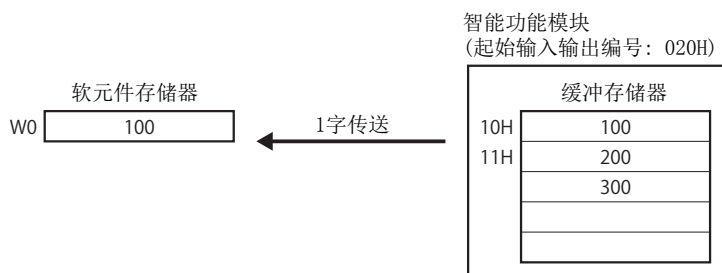 智能功能模块
(起始输入输出编号: 020H)
软元件存储器
缓冲存储器
W0 100
1字传送
10H 100
11H 200
300